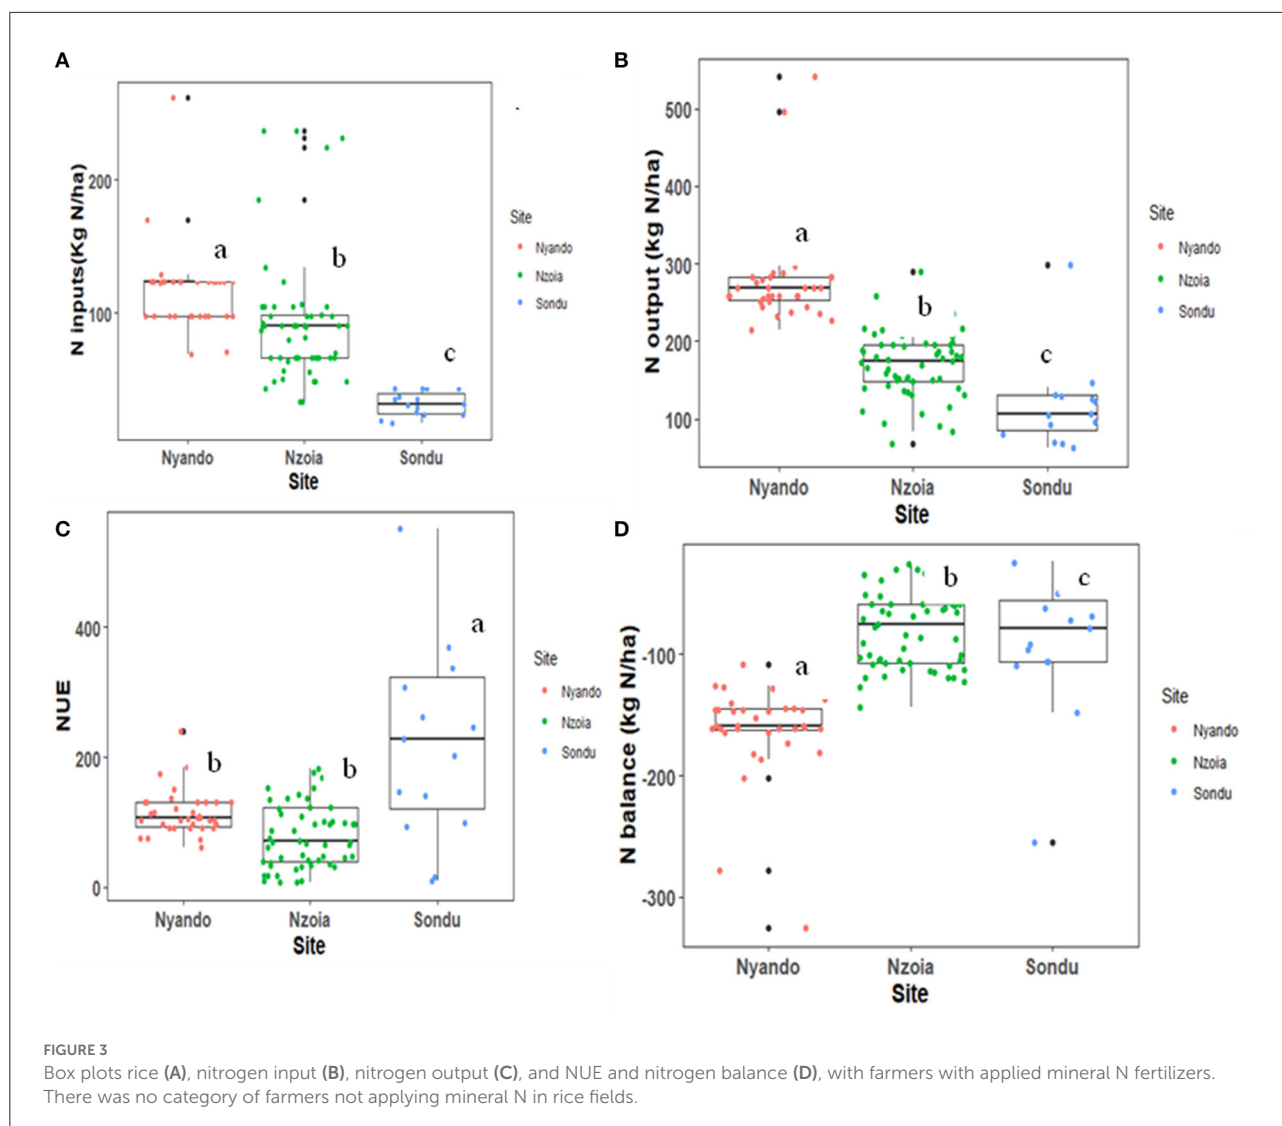 A
N inputs(Kg N/ha)
200
100
a
b
c
Nyando
Nzoia
Sondu
Site
Site
Nyando
Nzoia
Sondu
B
N output (kg N/ha)
500
400
300
200
100
a
b
c
Nyando
Nzoia
Sondu
Site
Site
Nyando
Nzoia
Sondu
C
NUE
400
200
0
b
b
a
Nyando
Nzoia
Sondu
Site
Site
Nyando
Nzoia
Sondu
D
N balance (kg N/ha)
-100
-200
-300
a
b
c
Nyando
Nzoia
Sondu
Site
Site
Nyando
Nzoia
Sondu
FIGURE 3
Box plots rice (A), nitrogen input (B), nitrogen output (C), and NUE and nitrogen balance (D), with farmers with applied mineral N fertilizers.
There was no category of farmers not applying mineral N in rice fields.